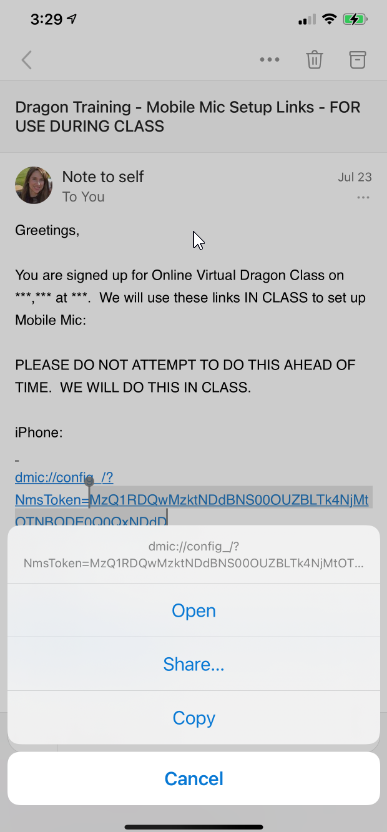 3:29
Dragon Training - Mobile Mic Setup Links - FOR
USE DURING CLASS
Note to self
Jul 23
To You
Greetings,
You are signed up for Online Virtual Dragon Class on
***,*** at ***.  We will use these links IN CLASS to set up
Mobile Mic:
PLEASE DO NOT ATTEMPT TO DO THIS AHEAD OF
TIME.  WE WILL DO THIS IN CLASS.
iPhone:
dmic://config_/?
NmsToken=MzQ1RDQwMzktNDdBNS00OUZBLTk4NjMt
OTNBODE0Q0QxNDdD
dmic://config_/?
NmsToken=MzQ1RDQwMzktNDdBNS00OUZBLTk4NjMtOT...
Open
Share...
Copy
Cancel